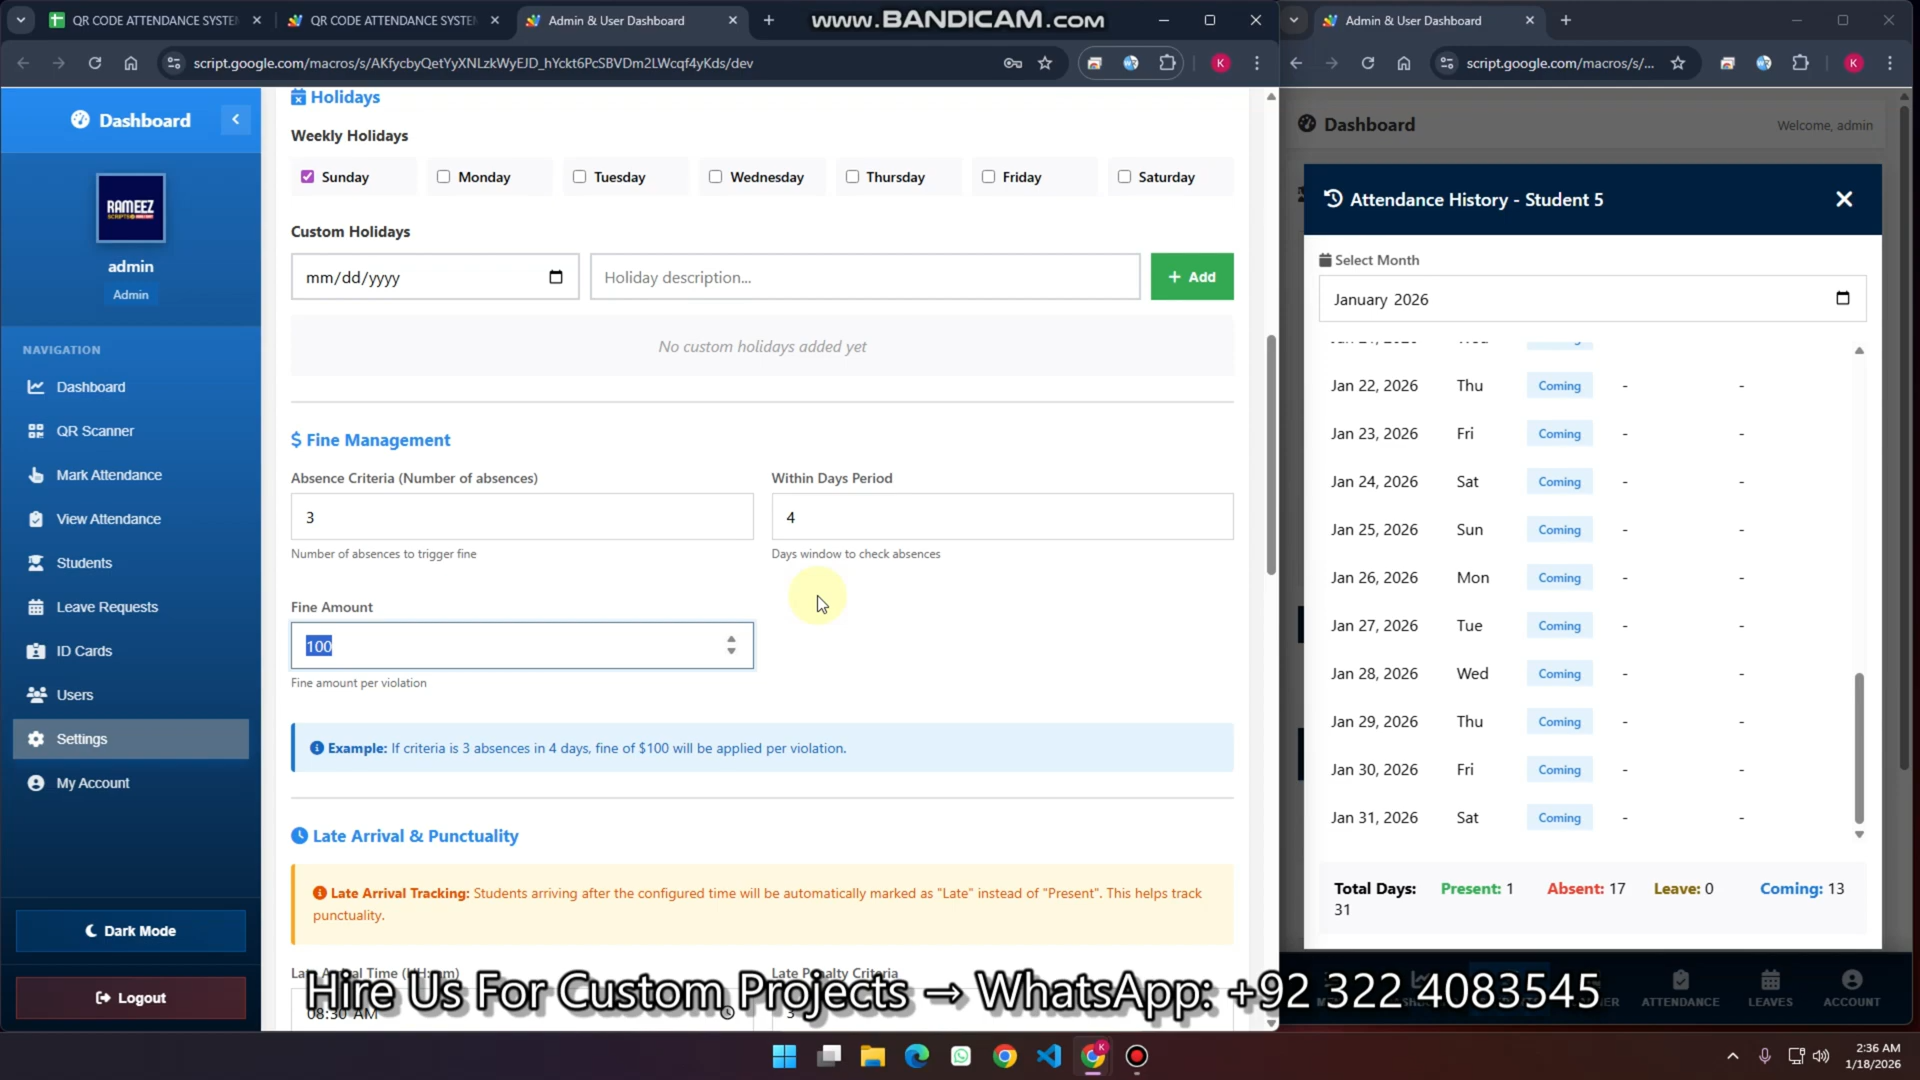 QR CODE ATTENDANCE SYSTEM
QR CODE ATTENDANCE SYSTEM
Admin & User Dashboard
www.BANDICAM.com
Admin & User Dashboard
script.google.com/macros/s/AKfycbyQetYyXNLzkWyEJD_hYckt6PcSBVDm2LWcqf4yKds/dev
K
script.google.com/macros/s/...
K
Dashboard
RAMEEZ
SCRIPTS
admin
Admin
NAVIGATION
Dashboard
QR Scanner
Mark Attendance
View Attendance
Students
Leave Requests
ID Cards
Users
Settings
My Account
Dark Mode
Logout
Holidays
Weekly Holidays
Sunday Monday Tuesday Wednesday Thursday Friday Saturday
Custom Holidays
mm/dd/yyyy Holiday description... + Add
No custom holidays added yet
$ Fine Management
Absence Criteria (Number of absences) Within Days Period
3 4
Number of absences to trigger fine Days window to check absences
Fine Amount
100
Fine amount per violation
Example: If criteria is 3 absences in 4 days, fine of $100 will be applied per violation.
Late Arrival & Punctuality
Late Arrival Tracking: Students arriving after the configured time will be automatically marked as "Late" instead of "Present". This helps track
punctuality.
Late Arrival Time (HH:mm) Late Penalty Criteria
08:30 AM 3
Dashboard Welcome, admin
Attendance History - Student 5
Select Month
January 2026
Jan 22, 2026 Thu Coming - -
Jan 23, 2026 Fri Coming - -
Jan 24, 2026 Sat Coming - -
Jan 25, 2026 Sun Coming - -
Jan 26, 2026 Mon Coming - -
Jan 27, 2026 Tue Coming - -
Jan 28, 2026 Wed Coming - -
Jan 29, 2026 Thu Coming - -
Jan 30, 2026 Fri Coming - -
Jan 31, 2026 Sat Coming - -
Total Days: Present: 1 Absent: 17 Leave: 0 Coming: 13
31
ATTENDANCE LEAVES ACCOUNT
Hire Us For Custom Projects → WhatsApp: +92 322 4083545
2:36 AM
1/18/2026